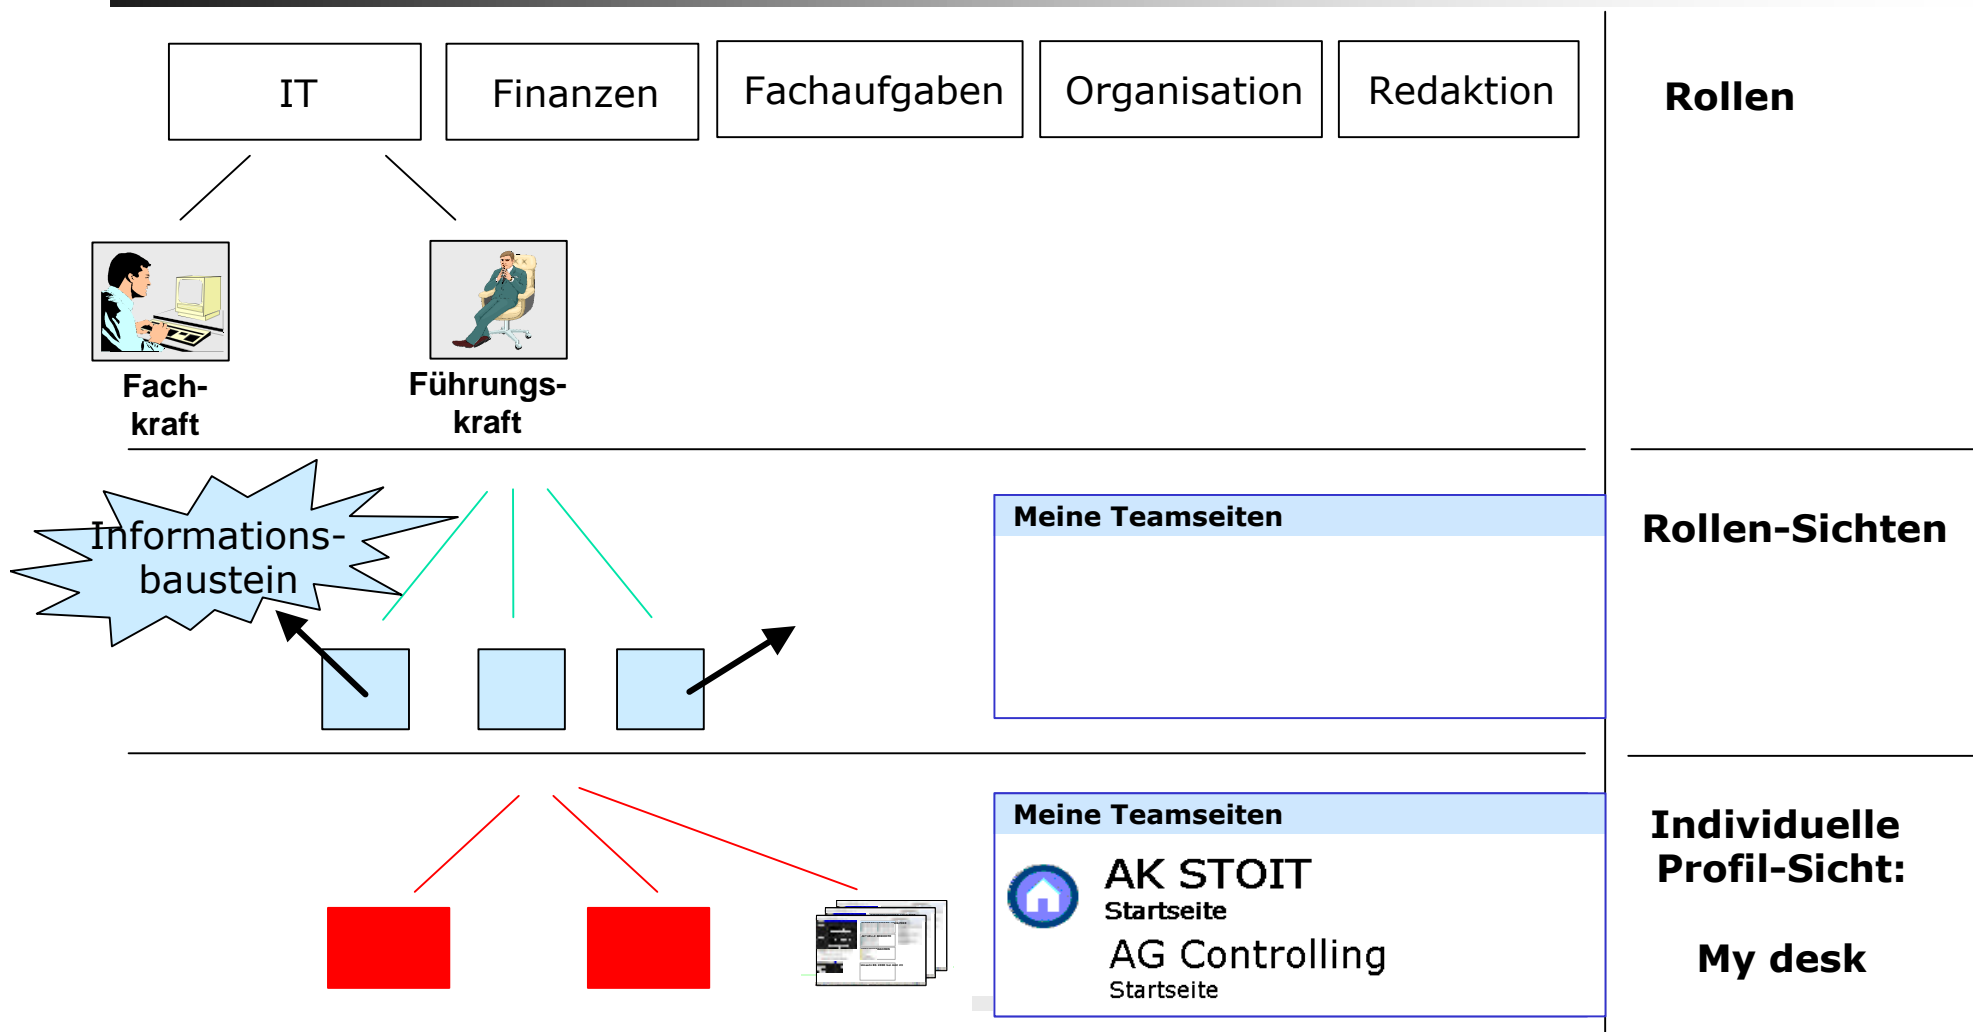 IT
Finanzen
Fachaufgaben
Organisation
Redaktion
Rollen
Fach-
kraft
Führungs-
kraft
Informations-
baustein
Meine Teamseiten
Rollen-Sichten
Meine Teamseiten
AK STOIT
Startseite
AG Controlling
Startseite
Individuelle
Profil-Sicht:
My desk